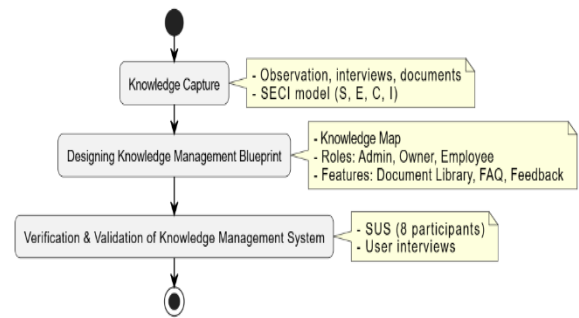 Knowledge Capture
- Observation, interviews, documents
- SECI model (S, E, C, I)
Designing Knowledge Management Blueprint
- Knowledge Map
- Roles: Admin, Owner, Employee
- Features: Document Library, FAQ, Feedback
Verification & Validation of Knowledge Management System
- SUS (8 participants)
- User interviews